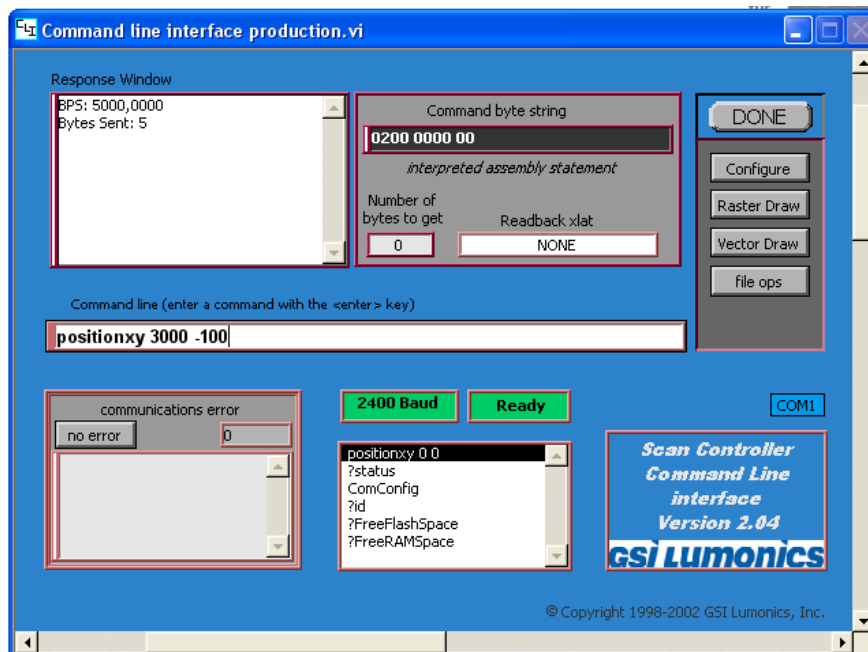 CLI Command line interface production.vi
Response Window
BPS: 5000,0000
Bytes Sent: 5
Command byte string
0200 0000 00
interpreted assembly statement
Number of
bytes to get
0
Readback xlat
NONE
DONE
Configure
Raster Draw
Vector Draw
file ops
Command line (enter a command with the <enter> key)
positionxy 3000 -100
communications error
no error
0
2400 Baud
Ready
COM1
positionxy 0 0
?status
ComConfig
?id
?FreeFlashSpace
?FreeRAMSpace
Scan Controller
Command Line
interface
Version 2.04
GSI LUMONICS
© Copyright 1998-2002 GSI Lumonics, Inc.